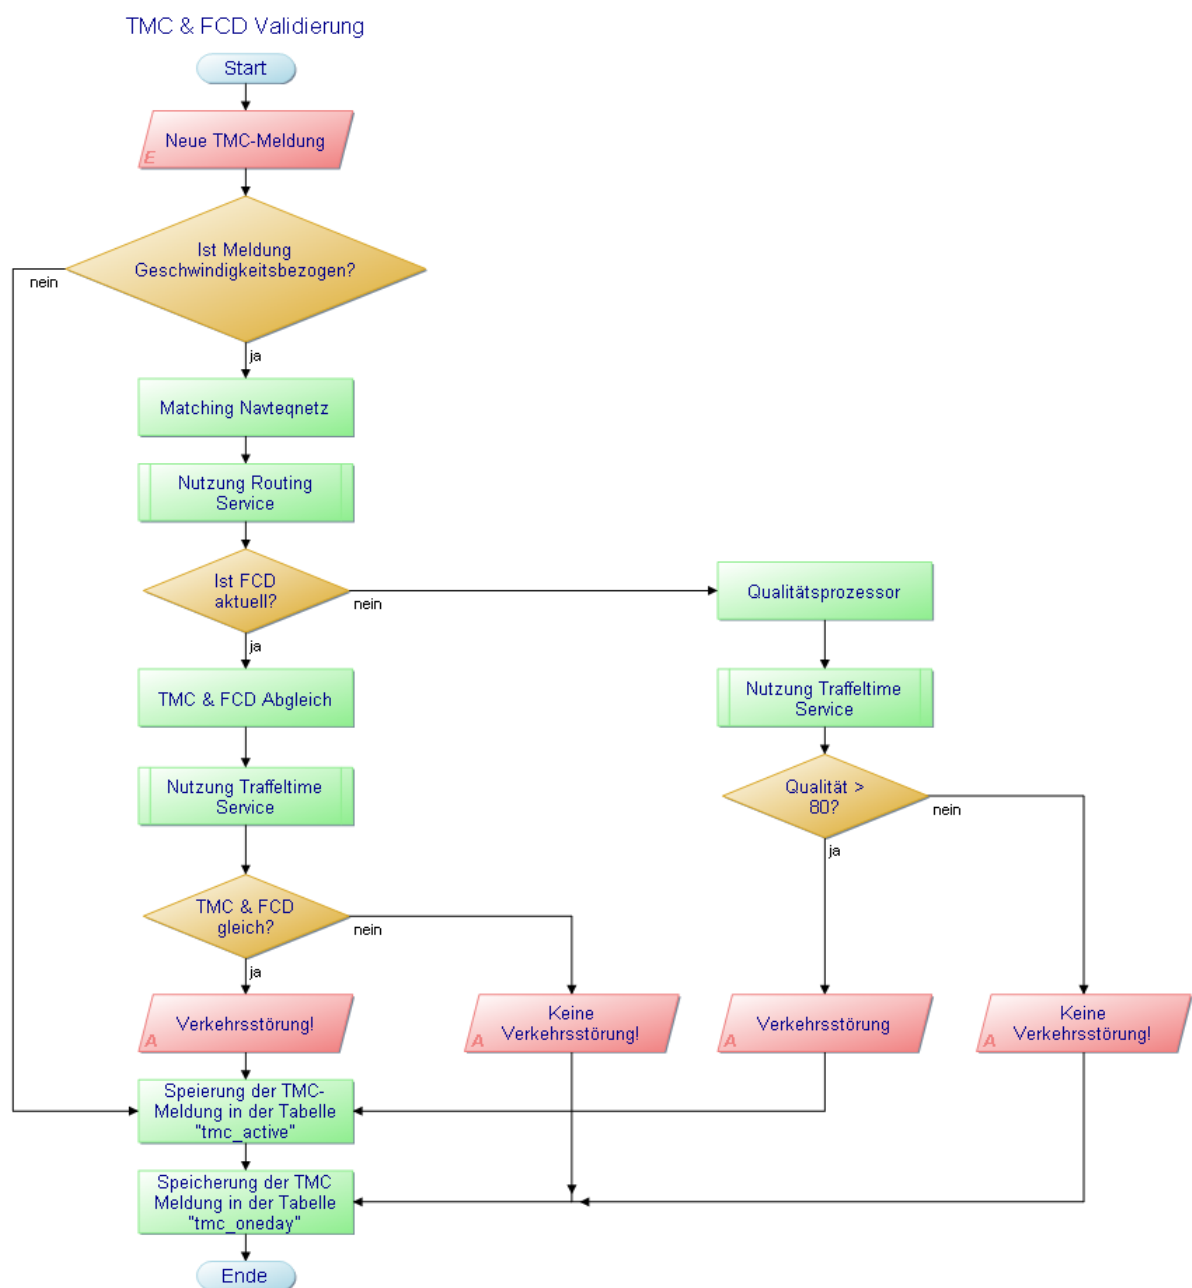 TMC & FCD Validierung
Start
Neue TMC-Meldung
E
Ist Meldung
Geschwindigkeitsbezogen?
nein
ja
Matching Navteqnetz
Nutzung Routing
Service
Ist FCD
aktuell?
nein
ja
Qualitätsprozessor
TMC & FCD Abgleich
Nutzung Traffeltime
Service
Nutzung Traffeltime
Service
Qualität >
80?
nein
ja
TMC & FCD
gleich?
nein
ja
Verkehrsstörung!
A
Keine
Verkehrsstörung!
A
Verkehrsstörung
A
Keine
Verkehrsstörung!
A
Speierung der TMC-
Meldung in der Tabelle
"tmc_active"
Speicherung der TMC
Meldung in der Tabelle
"tmc_oneday"
Ende